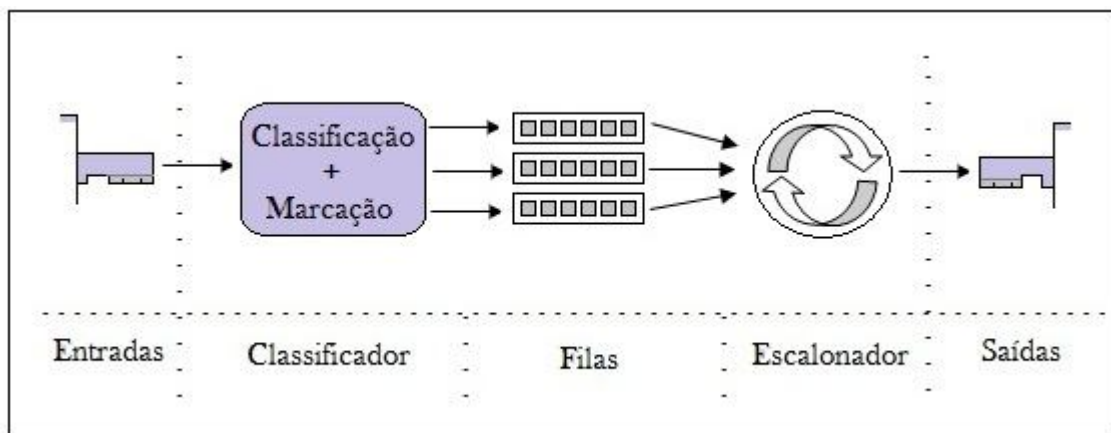 Classificação
+
Marcação
Entradas
Classificador
Filas
Escalonador
Saídas